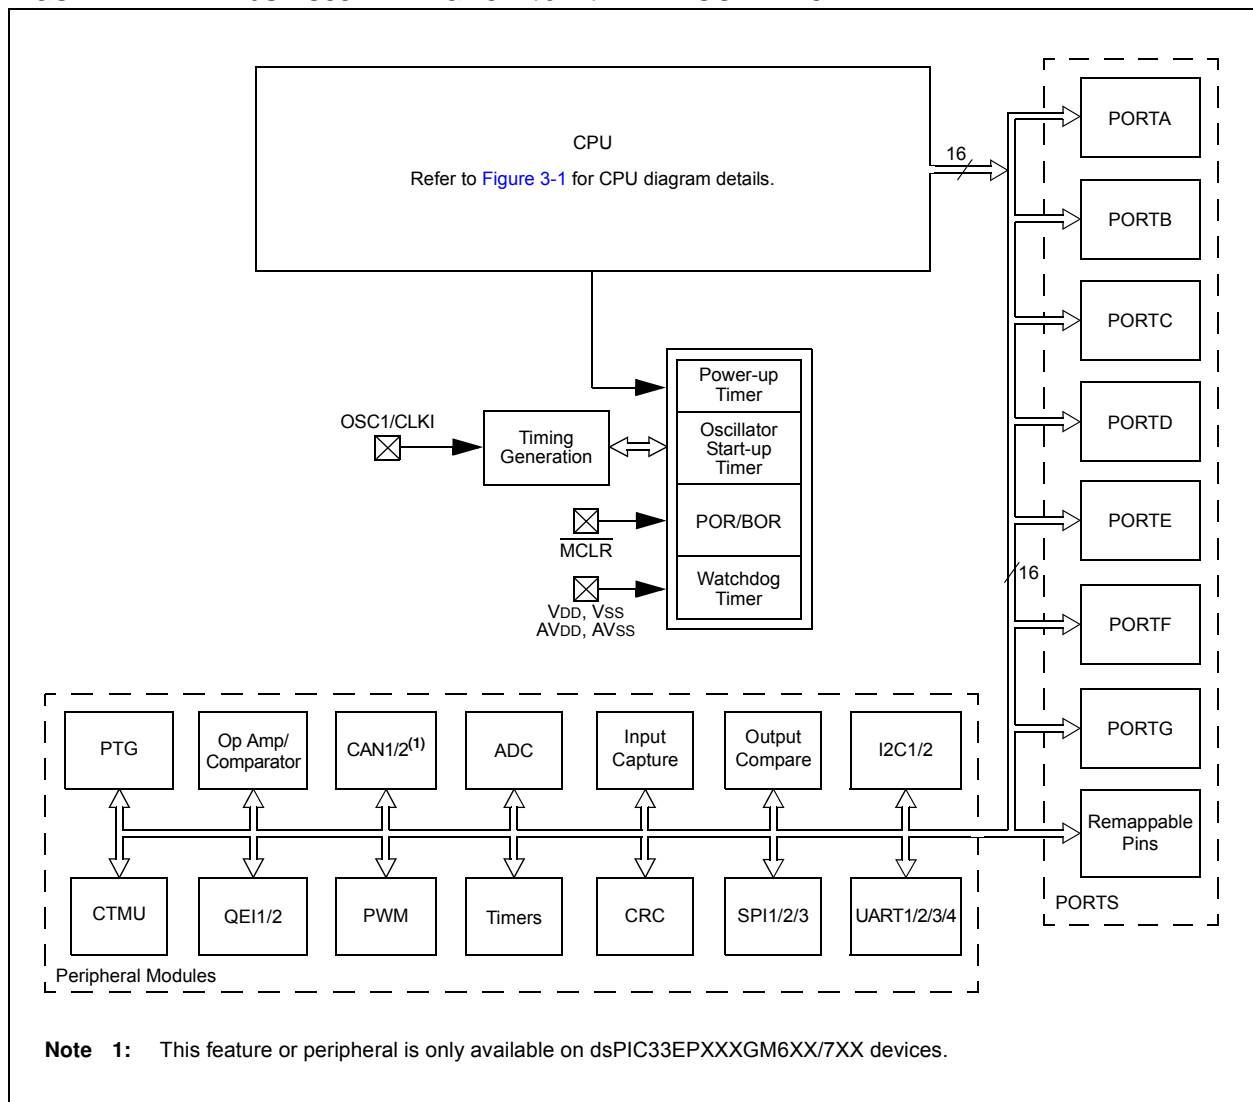 CPU
Refer to Figure 3-1 for CPU diagram details.
16
PORTA
PORTB
PORTC
PORTD
PORTE
16
PORTF
PORTG
Remappable
Pins
PORTS
Power-up
Timer
OSC1/CLKI
Timing
Generation
Oscillator
Start-up
Timer
POR/BOR
MCLR
Watchdog
Timer
VDD, VSS
AVDD, AVSS
PTG
Op Amp/
Comparator
CAN1/2(1)
ADC
Input
Capture
Output
Compare
I2C1/2
CTMU
QEI1/2
PWM
Timers
CRC
SPI1/2/3
UART1/2/3/4
Peripheral Modules
Note 1: This feature or peripheral is only available on dsPIC33EPXXXGM6XX/7XX devices.